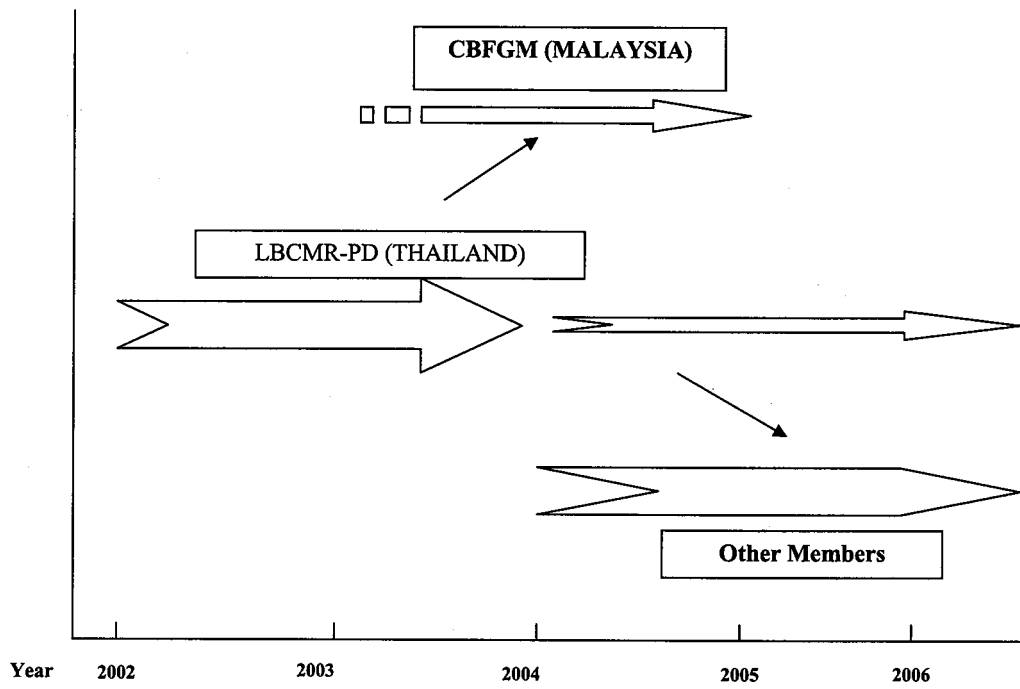 CBFGM (MALAYSIA)
LBCMR-PD (THAILAND)
Other Members
Year 2002 2003 2004 2005 2006